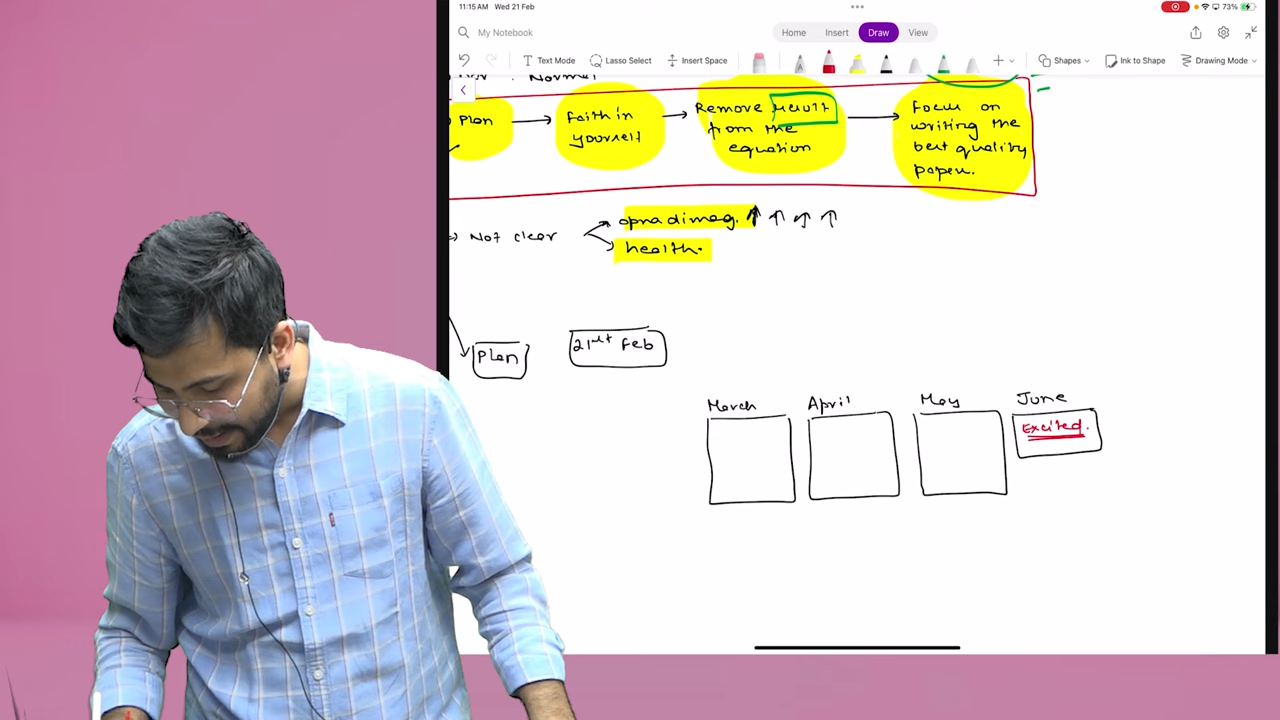 11:15 AM Wed 21 Feb
73%
My Notebook
Home Insert Draw View
Text Mode Lasso Select Insert Space Shapes Ink to Shape Drawing Mode
Normal
Plan → Faith in yourself → Remove result from the equation → Focus on writing the best quality paper.
Not clear
apna dimag.
health.
Plan
21st Feb
March April May June
Excited.